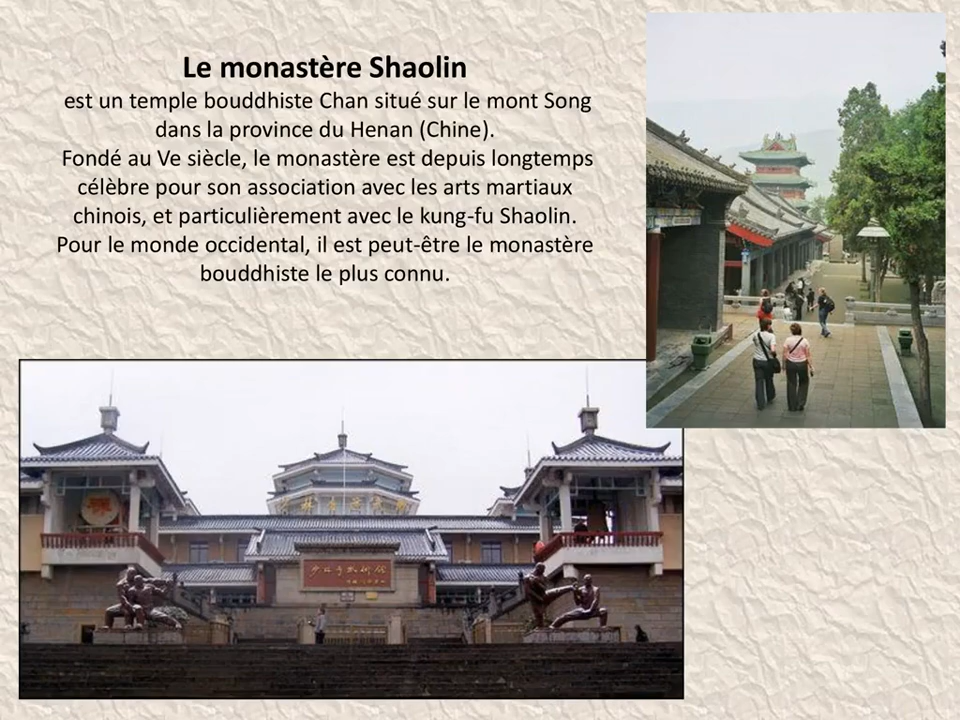 Le monastère Shaolin
est un temple bouddhiste Chan situé sur le mont Song
dans la province du Henan (Chine).
Fondé au Ve siècle, le monastère est depuis longtemps
célèbre pour son association avec les arts martiaux
chinois, et particulièrement avec le kung-fu Shaolin.
Pour le monde occidental, il est peut-être le monastère
bouddhiste le plus connu.